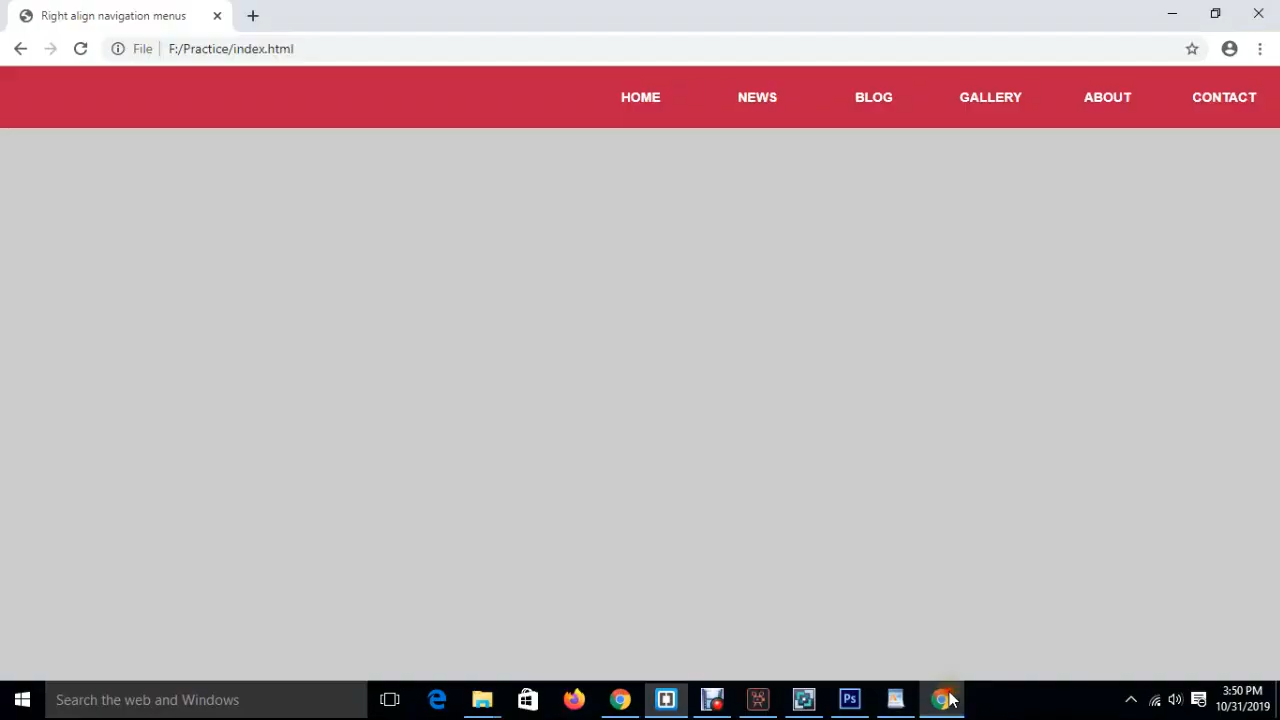 Right align navigation menus
File F:/Practice/index.html
HOME NEWS BLOG GALLERY ABOUT CONTACT
Search the web and Windows
Ps
3:50 PM
10/31/2019